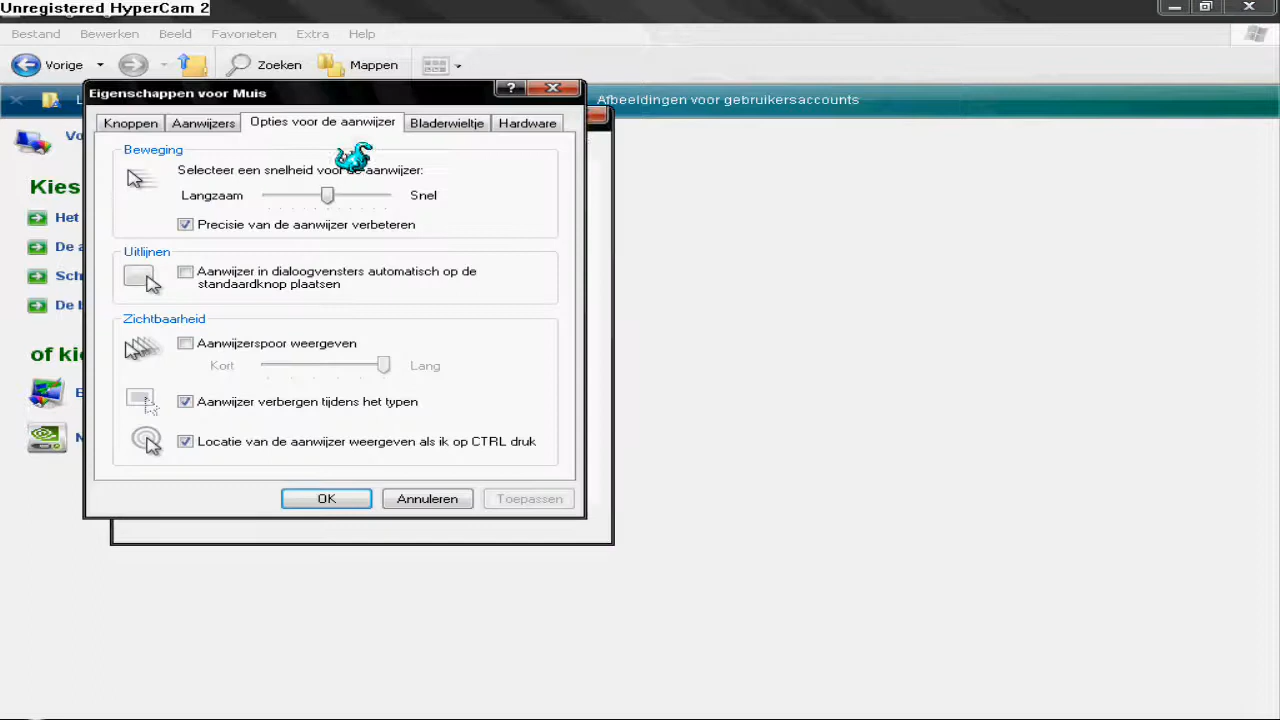 Unregistered HyperCam 2
Bestand Bewerken Beeld Favorieten Extra Help
Vorige Zoeken Mappen
Afbeeldingen voor gebruikersaccounts
Eigenschappen voor Muis
Knoppen Aanwijzers Opties voor de aanwijzer Bladerwieltje Hardware
Beweging
Selecteer een snelheid voor de aanwijzer:
Langzaam Snel
Precisie van de aanwijzer verbeteren
Uitlijnen
Aanwijzer in dialoogvensters automatisch op de
standaardknop plaatsen
Zichtbaarheid
Aanwijzerspoor weergeven
Kort Lang
Aanwijzer verbergen tijdens het typen
Locatie van de aanwijzer weergeven als ik op CTRL druk
OK Annuleren Toepassen
Kies
Het
De a
Sch
De b
of kie